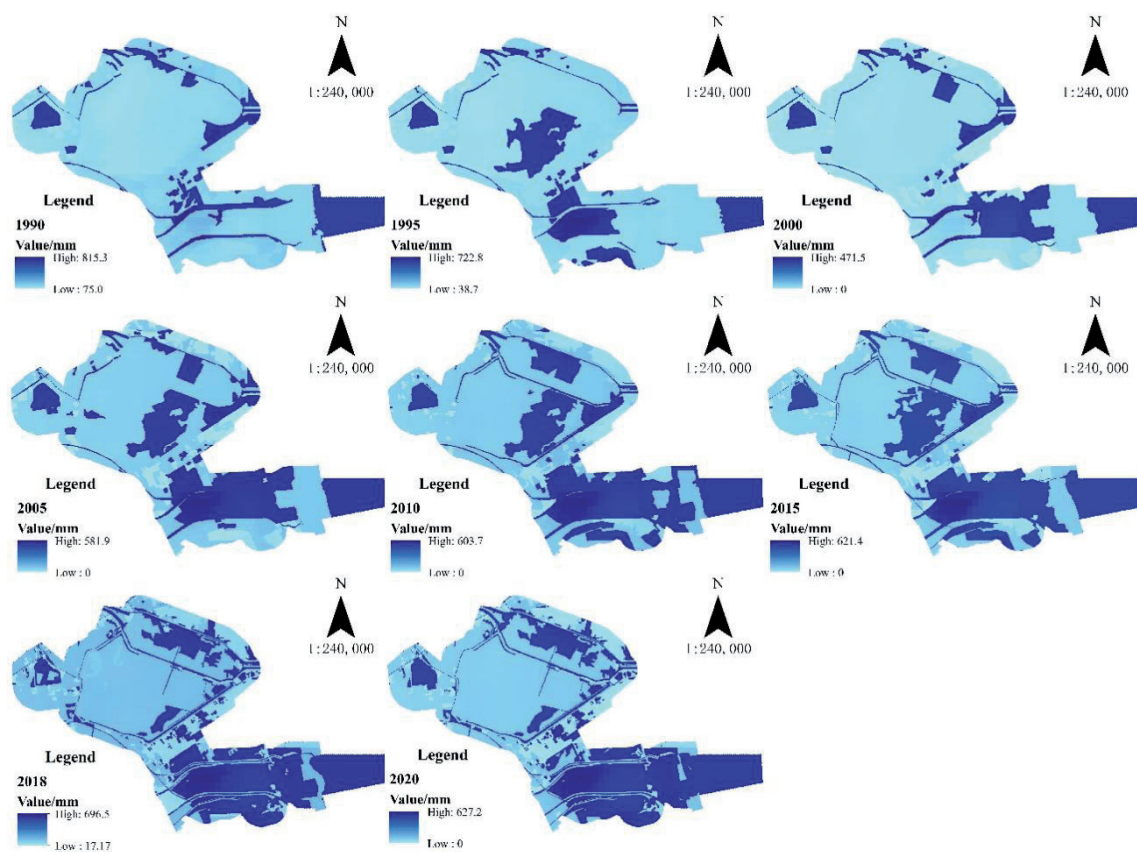 N
1:240, 000
Legend
1990
Value/mm
High: 815.3
Low : 75.0
N
1:240, 000
Legend
1995
Value/mm
High: 722.8
Low : 38.7
N
1:240, 000
Legend
2000
Value/mm
High: 471.5
Low : 0
N
1:240, 000
Legend
2005
Value/mm
High: 581.9
Low : 0
N
1:240, 000
Legend
2010
Value/mm
High: 603.7
Low : 0
N
1:240, 000
Legend
2015
Value/mm
High: 621.4
Low : 0
N
1:240, 000
Legend
2018
Value/mm
High: 696.5
Low : 17.17
N
1:240, 000
Legend
2020
Value/mm
High: 627.2
Low : 0